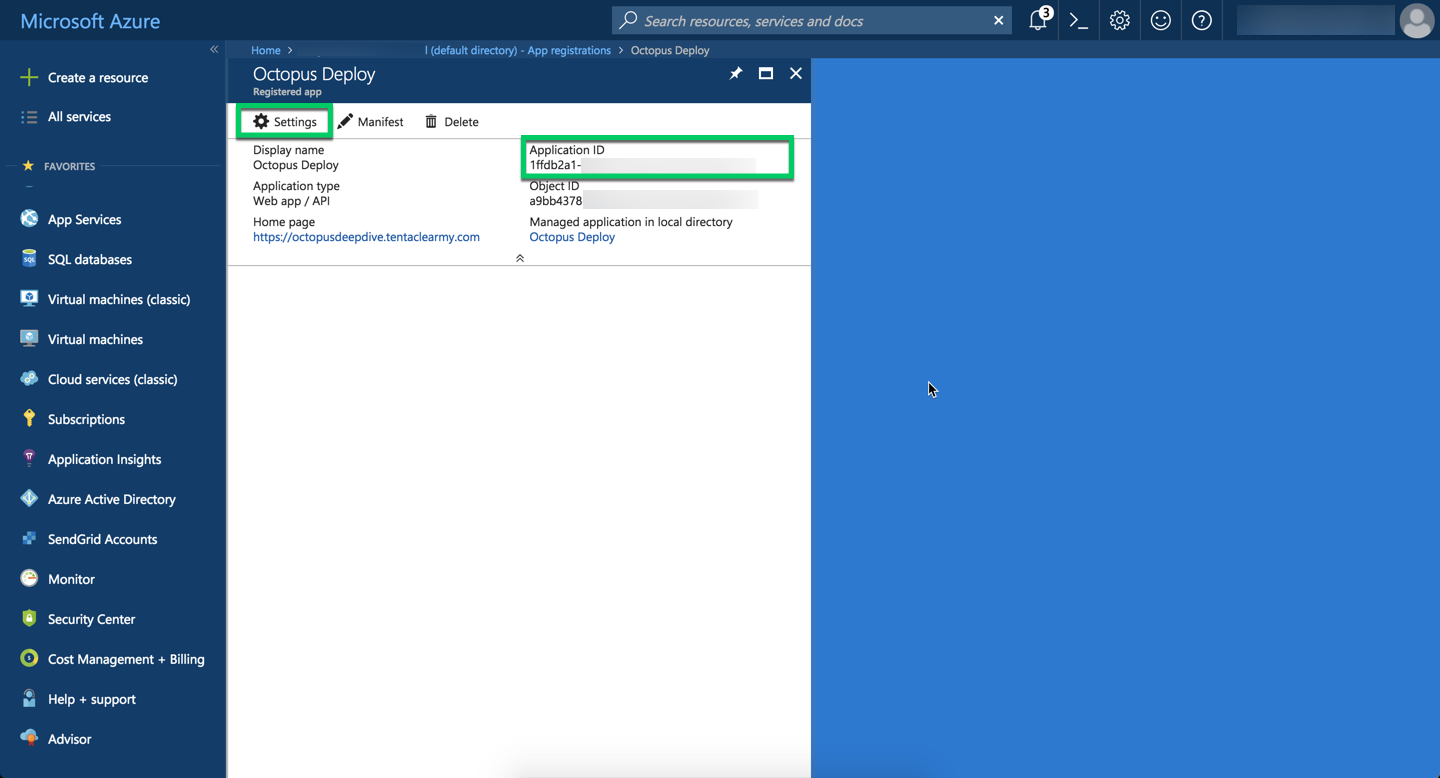 Microsoft Azure
Search resources, services and docs
3
Home
l (default directory) - App registrations
Octopus Deploy
Create a resource
All services
FAVORITES
App Services
SQL
SQL databases
Virtual machines (classic)
Virtual machines
Cloud services (classic)
Subscriptions
Application Insights
Azure Active Directory
SendGrid Accounts
Monitor
Security Center
Cost Management + Billing
Help + support
Advisor
Octopus Deploy
Registered app
Settings
Manifest
Delete
Display name
Octopus Deploy
Application type
Web app / API
Home page
https://octopusdeepdive.tentaclearmy.com
Application ID
1ffdb2a1-
Object ID
a9bb4378
Managed application in local directory
Octopus Deploy